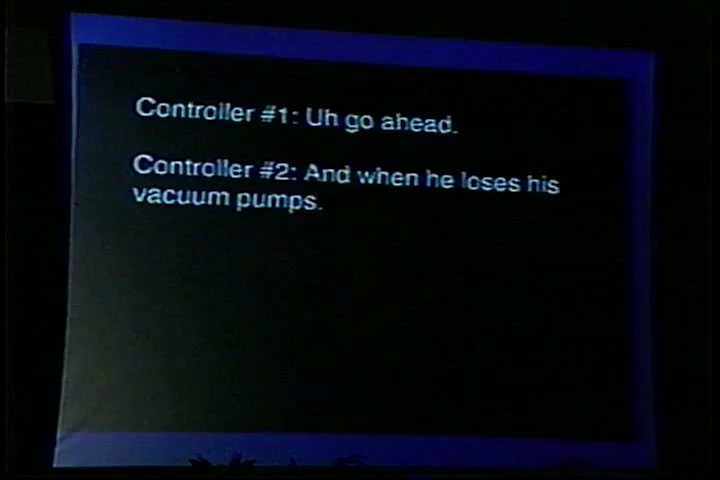 Controller #1: Uh go ahead.
Controller #2: And when he loses his
vacuum pumps.